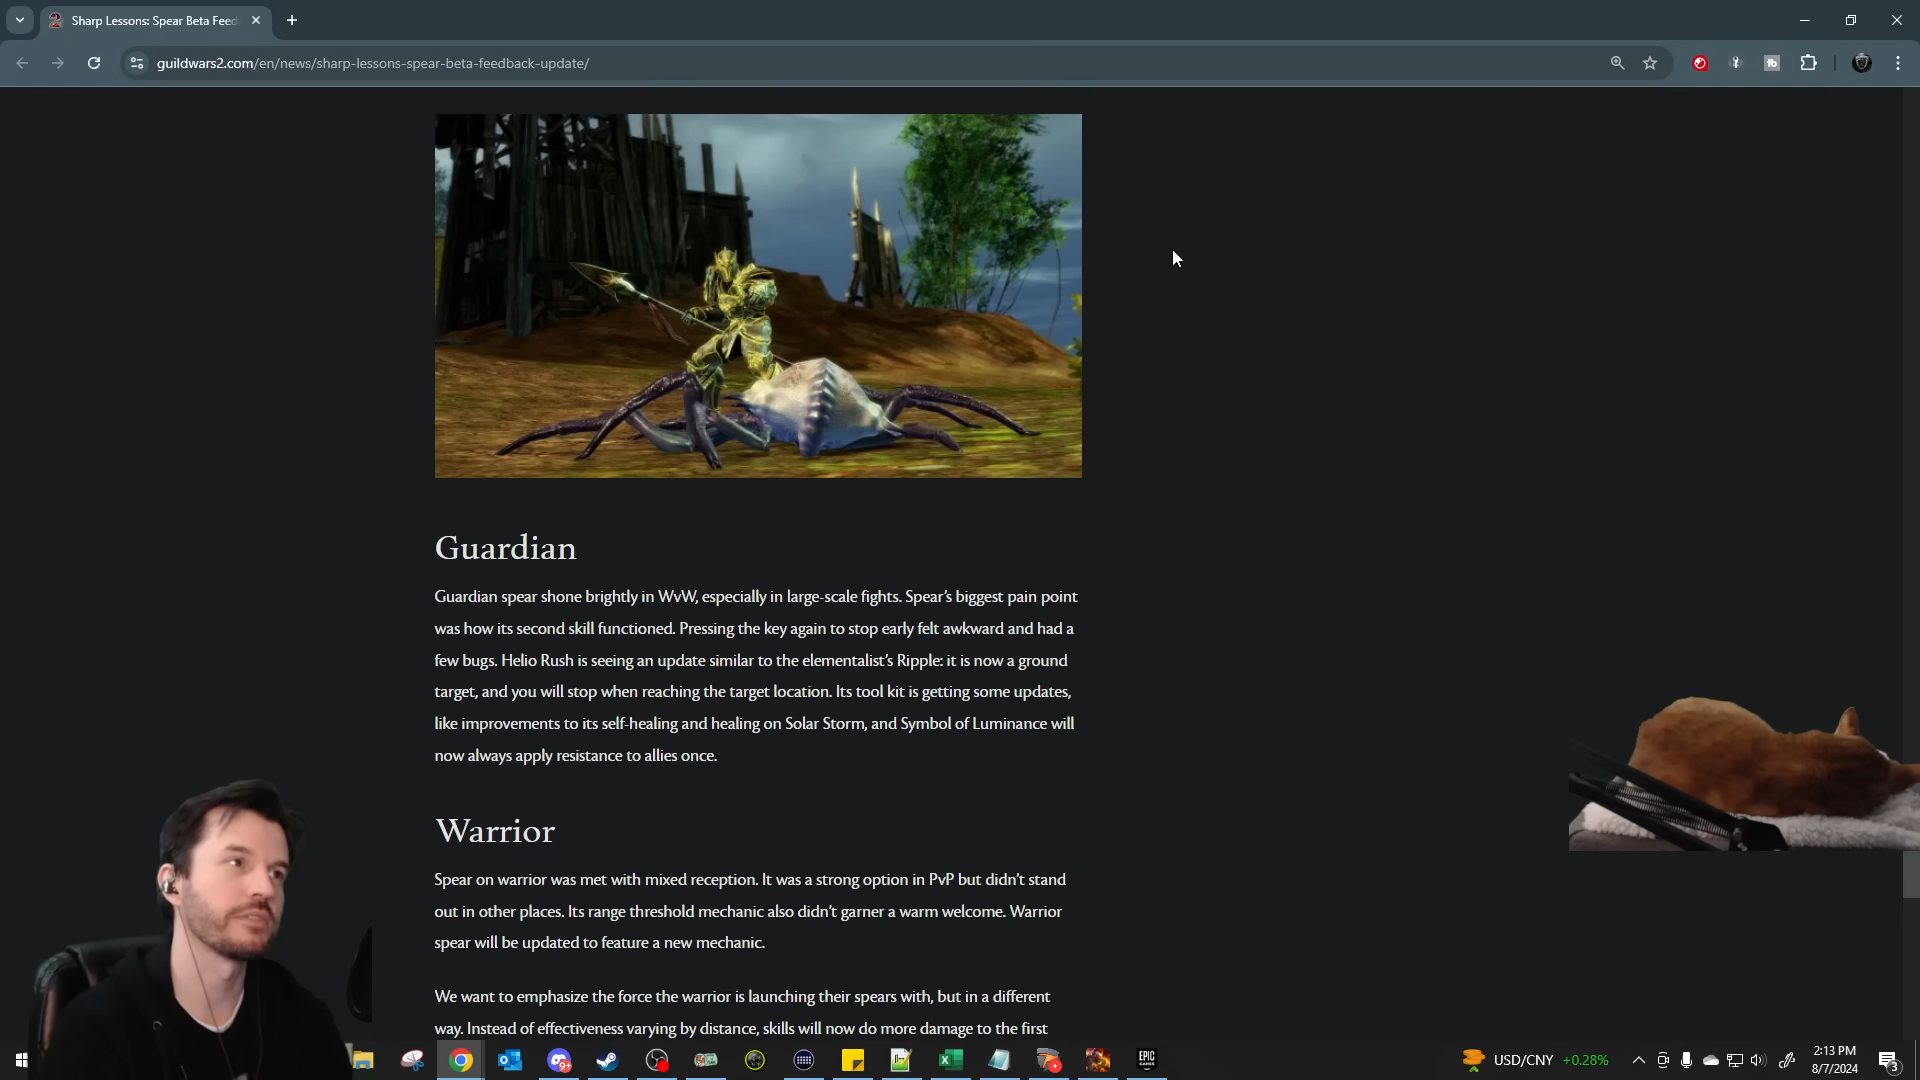 Sharp Lessons: Spear Beta Feed
guildwars2.com/en/news/sharp-lessons-spear-beta-feedback-update/
Guardian
Guardian spear shone brightly in WvW, especially in large-scale fights. Spear’s biggest pain point
was how its second skill functioned. Pressing the key again to stop early felt awkward and had a
few bugs. Helio Rush is seeing an update similar to the elementalist’s Ripple: it is now a ground
target, and you will stop when reaching the target location. Its tool kit is getting some updates,
like improvements to its self-healing and healing on Solar Storm, and Symbol of Luminance will
now always apply resistance to allies once.
Warrior
Spear on warrior was met with mixed reception. It was a strong option in PvP but didn’t stand
out in other places. Its range threshold mechanic also didn’t garner a warm welcome. Warrior
spear will be updated to feature a new mechanic.
We want to emphasize the force the warrior is launching their spears with, but in a different
way. Instead of effectiveness varying by distance, skills will now do more damage to the first
9+
EPIC
GAMES
USD/CNY +0.28%
2:13 PM
8/7/2024
3